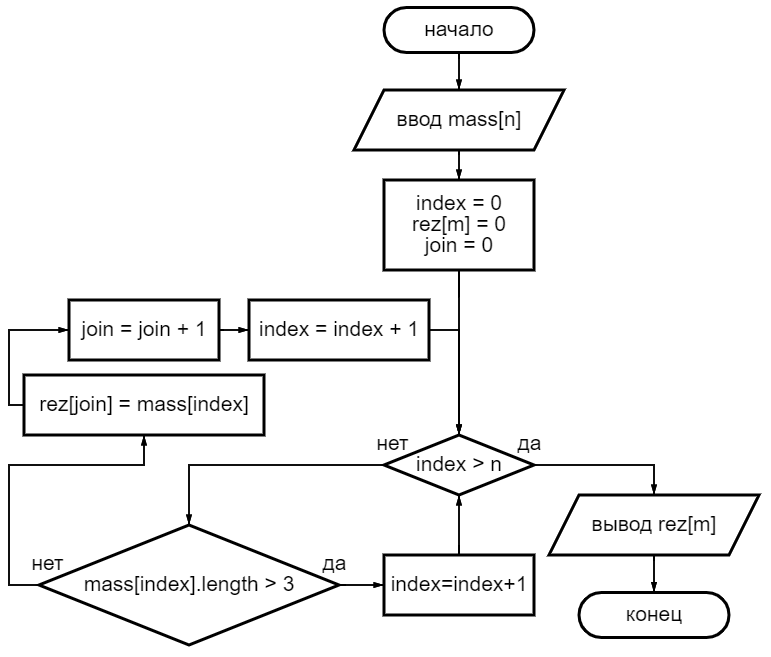 начало
ввод mass[n]
index = 0
rez[m] = 0
join = 0
join = join + 1
index = index + 1
rez[join] = mass[index]
нет
да
index > n
вывод rez[m]
нет
да
mass[index].length > 3
index=index+1
конец